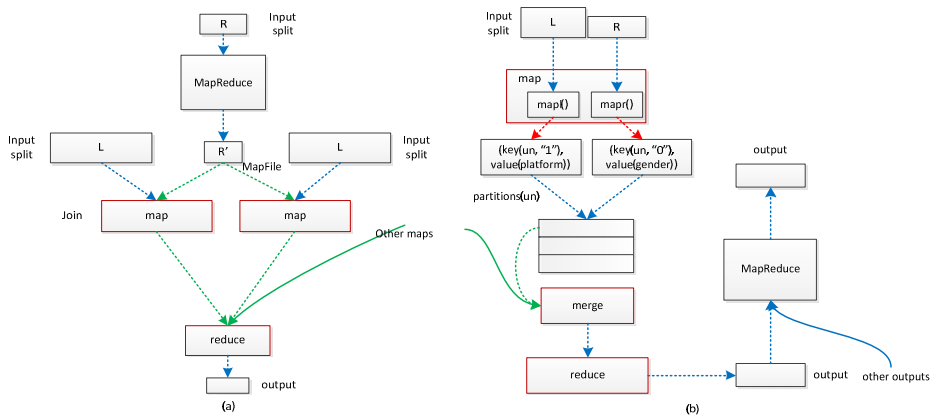 R
Input
split
MapReduce
Input
split
L
R’
L
Input
split
MapFile
Join
map
map
Other maps
reduce
output
(a)
Input
split
L
R
map
mapl()
mapr()
(key(un, “1”),
value(platform))
(key(un, “0”),
value(gender))
partitions(un)
merge
reduce
output
MapReduce
output
other outputs
(b)